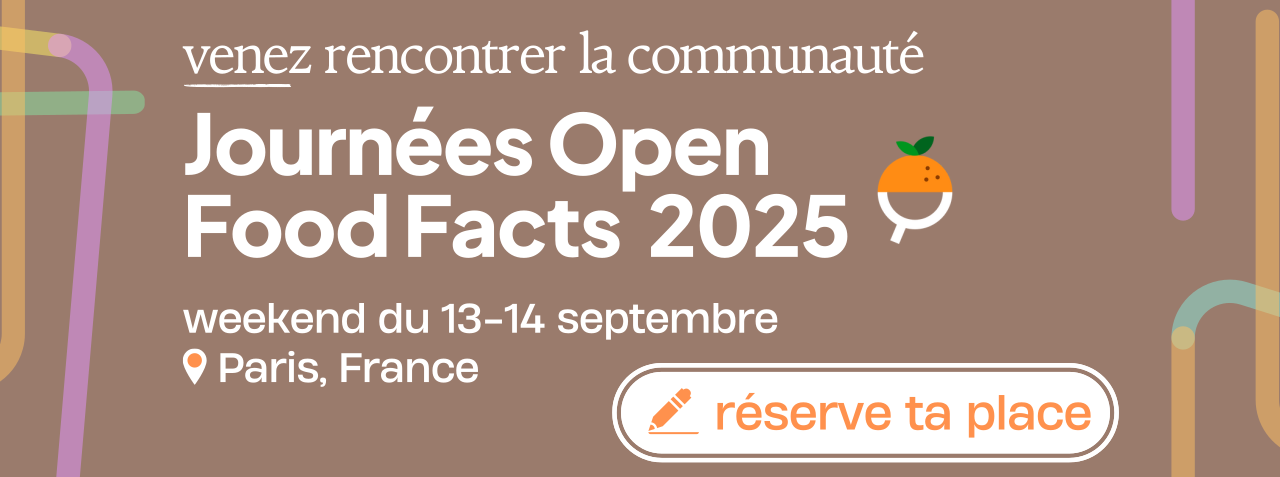 venez rencontrer la communauté
Journées Open
Food Facts 2025
weekend du 13-14 septembre
Paris, France
réserve ta place